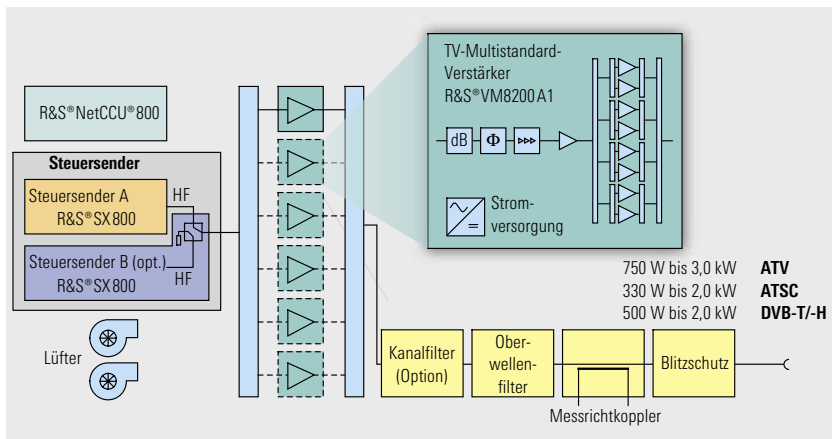 R&S®NetCCU®800
Steuersender
Steuersender A
R&S®SX800
HF
Steuersender B (opt.)
R&S®SX800
HF
Lüfter
TV-Multistandard-
Verstärker
R&S®VM8200A1
dB
Φ
Strom-
versorgung
750 W bis 3,0 kW ATV
330 W bis 2,0 kW ATSC
500 W bis 2,0 kW DVB-T/-H
Kanalfilter
(Option)
Ober-
wellen-
filter
Messrichtkoppler
Blitzschutz